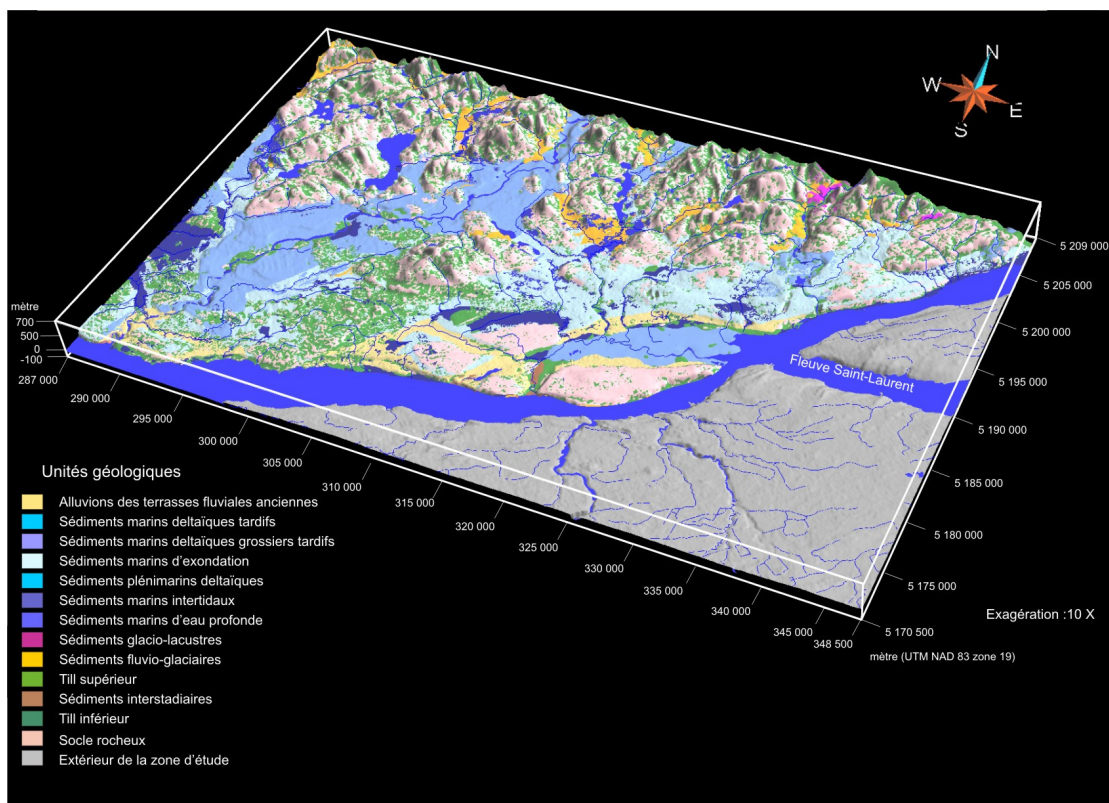 N
W
E
S
5 209 000
5 205 000
5 200 000
5 195 000
5 190 000
5 185 000
5 180 000
5 175 000
5 170 500
Fleuve Saint-Laurent
mètre
700
500
0
-100
287 000
290 000
295 000
300 000
305 000
310 000
315 000
320 000
325 000
330 000
335 000
340 000
345 000
348 500
mètre (UTM NAD 83 zone 19)
Exagération :10 X
Unités géologiques
Alluvions des terrasses fluviales anciennes
Sédiments marins deltaïques tardifs
Sédiments marins deltaïques grossiers tardifs
Sédiments marins d'exondation
Sédiments plénimarins deltaïques
Sédiments marins intertidaux
Sédiments marins d'eau profonde
Sédiments glacio-lacustres
Sédiments fluvio-glaciaires
Till supérieur
Sédiments interstadiaires
Till inférieur
Socle rocheux
Extérieur de la zone d'étude